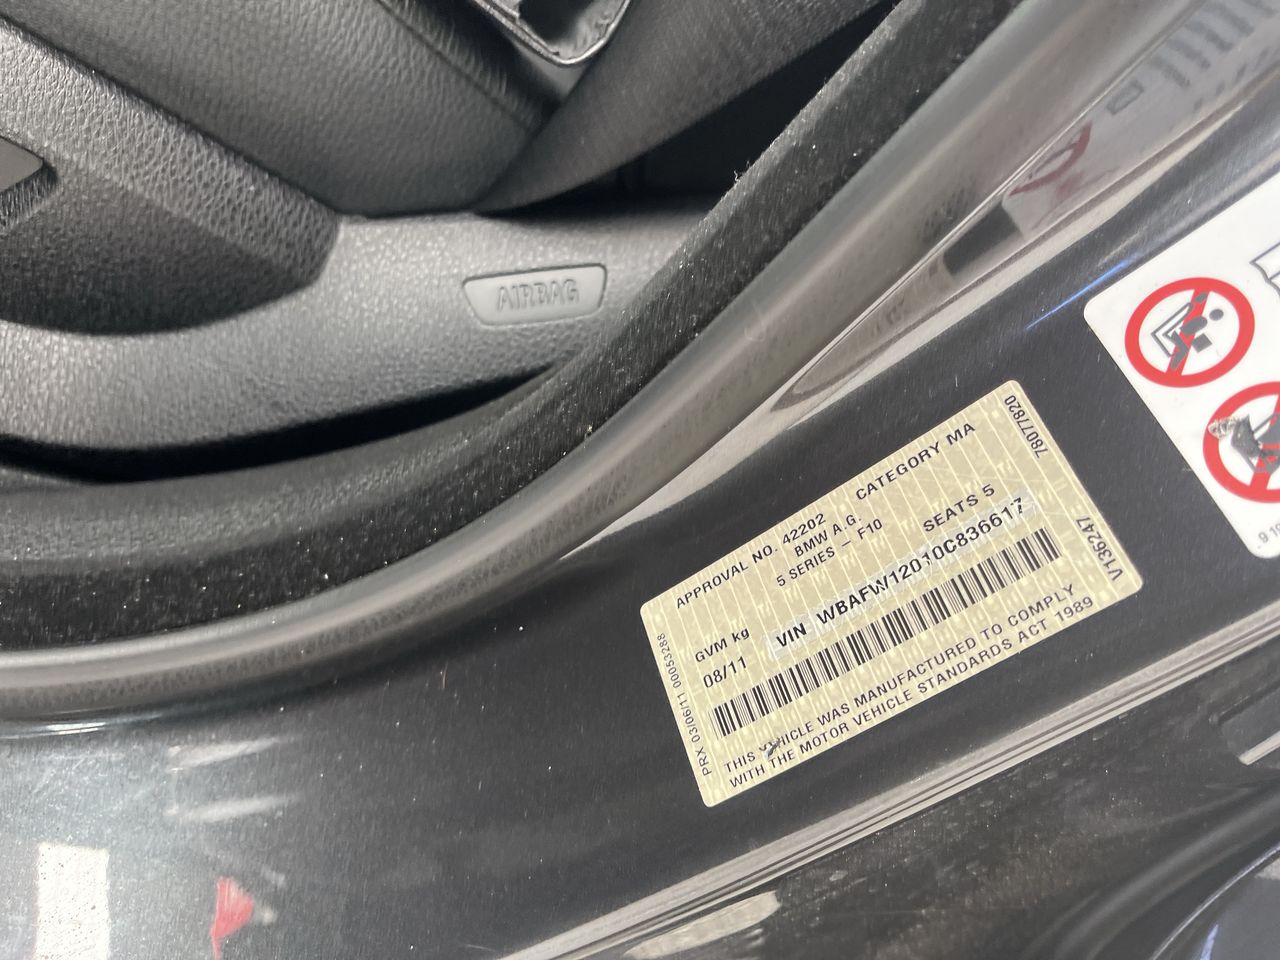 AIRBAG
APPROVAL NO. 42202
CATEGORY MA
BMW A.G.
5 SERIES – F10
SEATS 5
GVM kg
08/11
VIN WBAFW12010C836617
THIS VEHICLE WAS MANUFACTURED TO COMPLY
WITH THE MOTOR VEHICLE STANDARDS ACT 1989
PRX 03/06/11 00053288
78077820
V136247